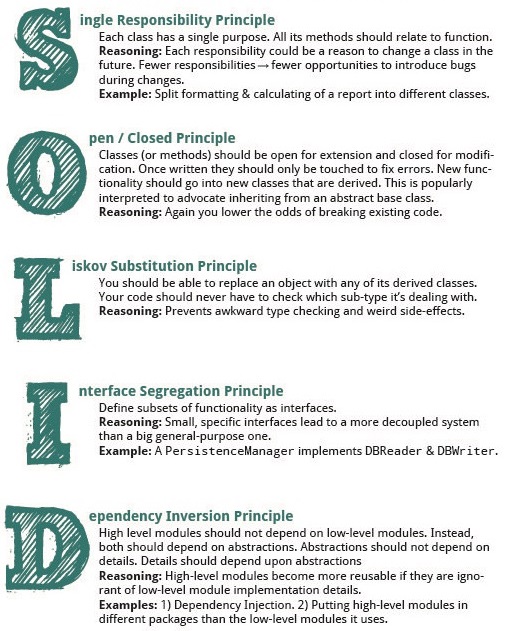 Single Responsibility Principle
Each class has a single purpose. All its methods should relate to function.
Reasoning: Each responsibility could be a reason to change a class in the
future. Fewer responsibilities→fewer opportunities to introduce bugs
during changes.
Example: Split formatting & calculating of a report into different classes.
Open / Closed Principle
Classes (or methods) should be open for extension and closed for modifi-
cation. Once written they should only be touched to fix errors. New func-
tionality should go into new classes that are derived. This is popularly
interpreted to advocate inheriting from an abstract base class.
Reasoning: Again you lower the odds of breaking existing code.
Liskov Substitution Principle
You should be able to replace an object with any of its derived classes.
Your code should never have to check which sub-type it's dealing with.
Reasoning: Prevents awkward type checking and weird side-effects.
Interface Segregation Principle
Define subsets of functionality as interfaces.
Reasoning: Small, specific interfaces lead to a more decoupled system
than a big general-purpose one.
Example: A PersistenceManager implements DBReader & DBWriter.
Dependency Inversion Principle
High level modules should not depend on low-level modules. Instead,
both should depend on abstractions. Abstractions should not depend on
details. Details should depend upon abstractions
Reasoning: High-level modules become more reusable if they are igno-
rant of low-level module implementation details.
Examples: 1) Dependency Injection. 2) Putting high-level modules in
different packages than the low-level modules it uses.